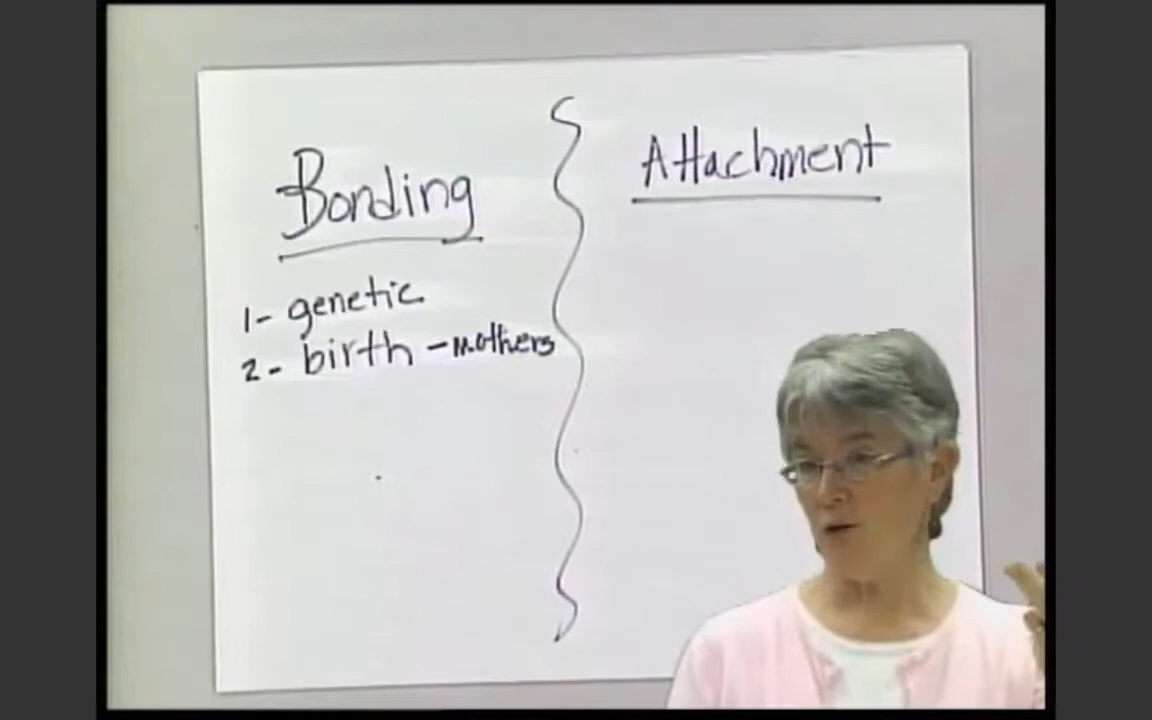 Bonding
1- genetic
2- birth - mothers
Attachment